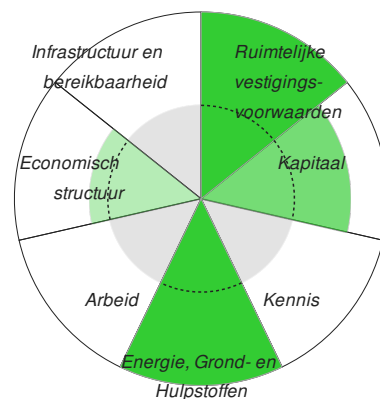 Infrastructuur en
bereikbaarheid
Ruimtelijke
vestigings-
voorwaarden
Economisch
structuur
Kapitaal
Arbeid
Kennis
Energie, Grond- en
Hulpstoffen